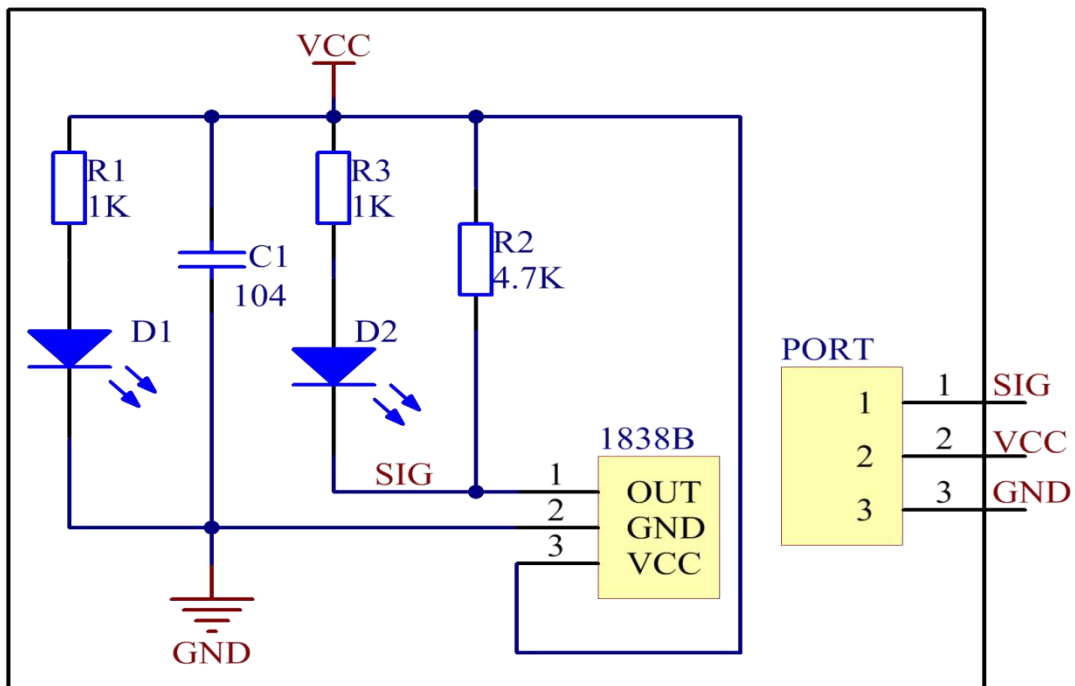 VCC
R1
1K
C1
104
R3
1K
R2
4.7K
D1
D2
SIG
1838B
1 OUT
2 GND
3 VCC
GND
PORT
1 1 SIG
2 2 VCC
3 3 GND